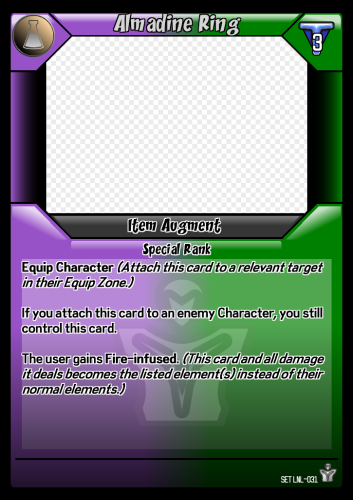 Almadine Ring
3
Item Augment
Special Rank
Equip Character (Attach this card to a relevant target
in their Equip Zone.)
If you attach this card to an enemy Character, you still
control this card.
The user gains Fire-infused. (This card and all damage
it deals becomes the listed element(s) instead of their
normal elements.)
SET LNL-031